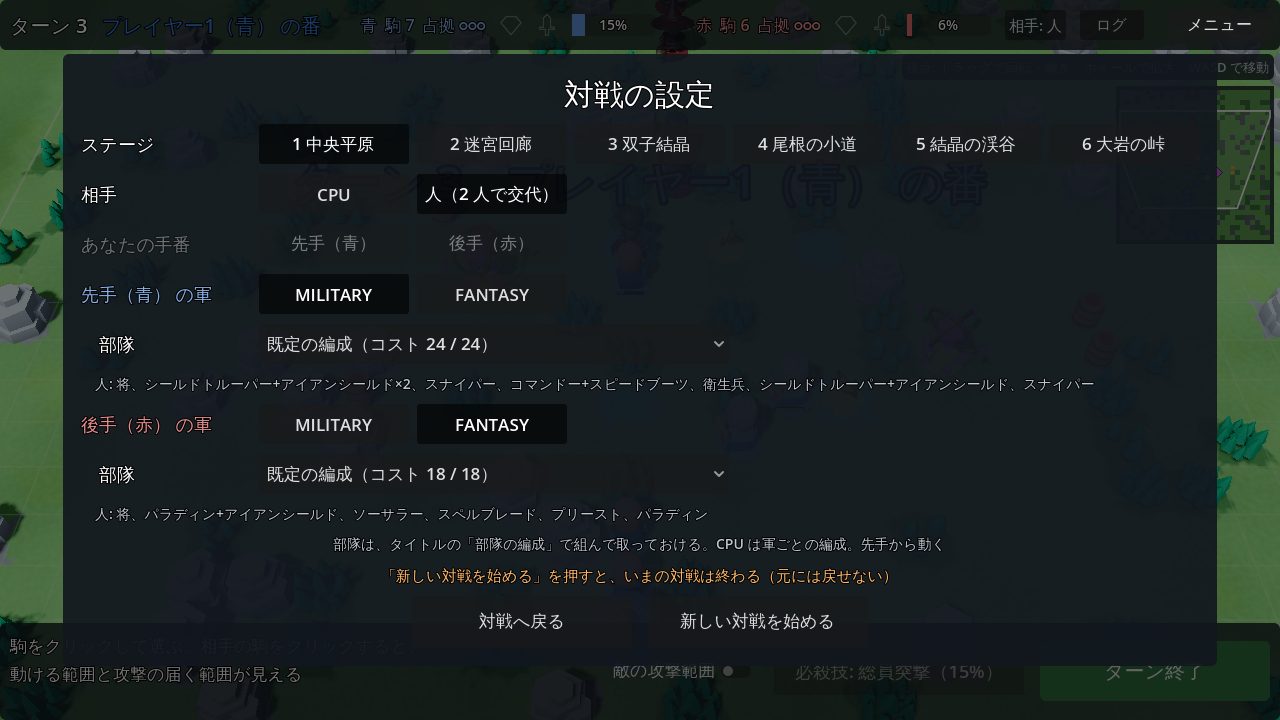 ターン 3 プレイヤー1（青）の番 青 駒 7 占拠 15% 赤 駒 6 占拠 6% 相手: 人 ログ メニュー
D で移動
対戦の設定
ステージ 1 中央平原 2 迷宮回廊 3 双子結晶 4 尾根の小道 5 結晶の渓谷 6 大岩の峠
相手 CPU 人（2 人で交代）
あなたの手番 先手（青） 後手（赤）
先手（青） の軍 MILITARY FANTASY
部隊 既定の編成（コスト 24 / 24）
人: 将、シールドトルーパー+アイアンシールド×2、スナイパー、コマンドー+スピードブーツ、衛生兵、シールドトルーパー+アイアンシールド、スナイパー
後手（赤） の軍 MILITARY FANTASY
部隊 既定の編成（コスト 18 / 18）
人: 将、パラディン+アイアンシールド、ソーサラー、スペルブレード、プリースト、パラディン
部隊は、タイトルの「部隊の編成」で組んで取っておける。CPU は軍ごとの編成。先手から動く
「新しい対戦を始める」を押すと、いまの対戦は終わる（元には戻せない）
対戦へ戻る 新しい対戦を始める
駒をクリックして選ぶ。相手の駒をクリックすると、
動ける範囲と攻撃の届く範囲が見える
敵の攻撃範囲 必殺技: 総員突撃（15%） ターン終了